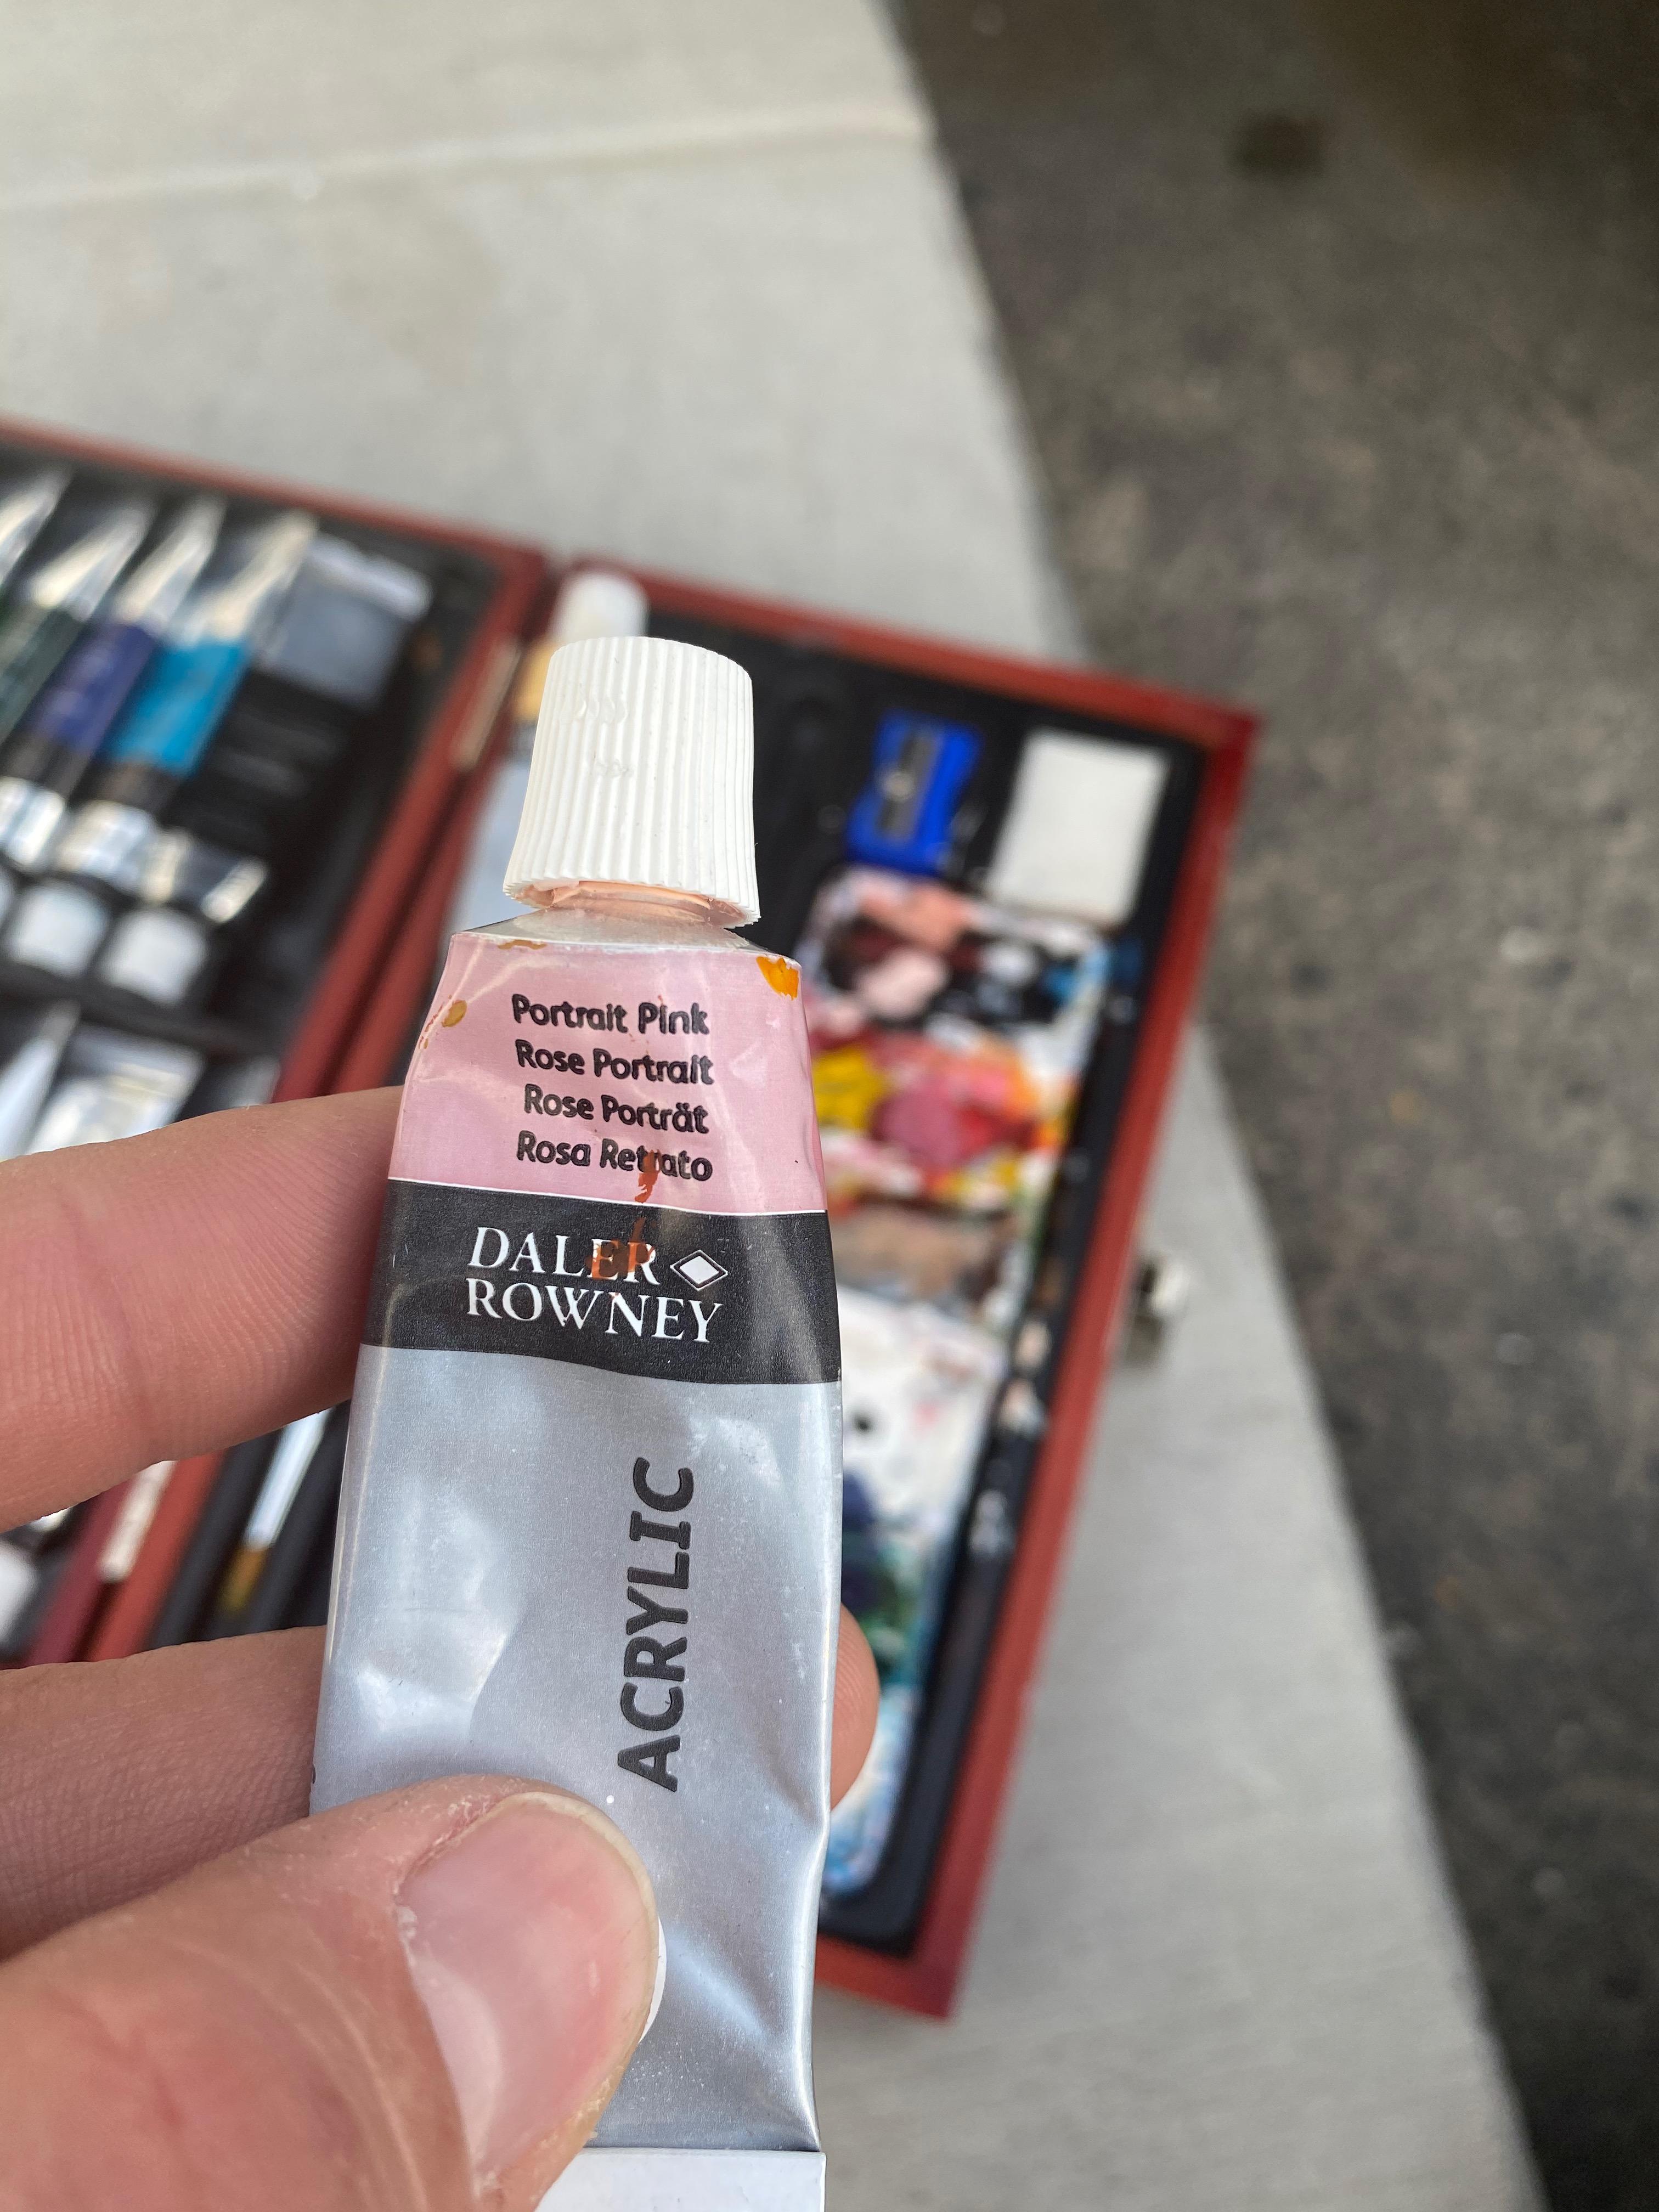 Portrait Pink
Rose Portrait
Rose Porträt
Rosa Retrato
DALER
ROWNEY
ACRYLIC